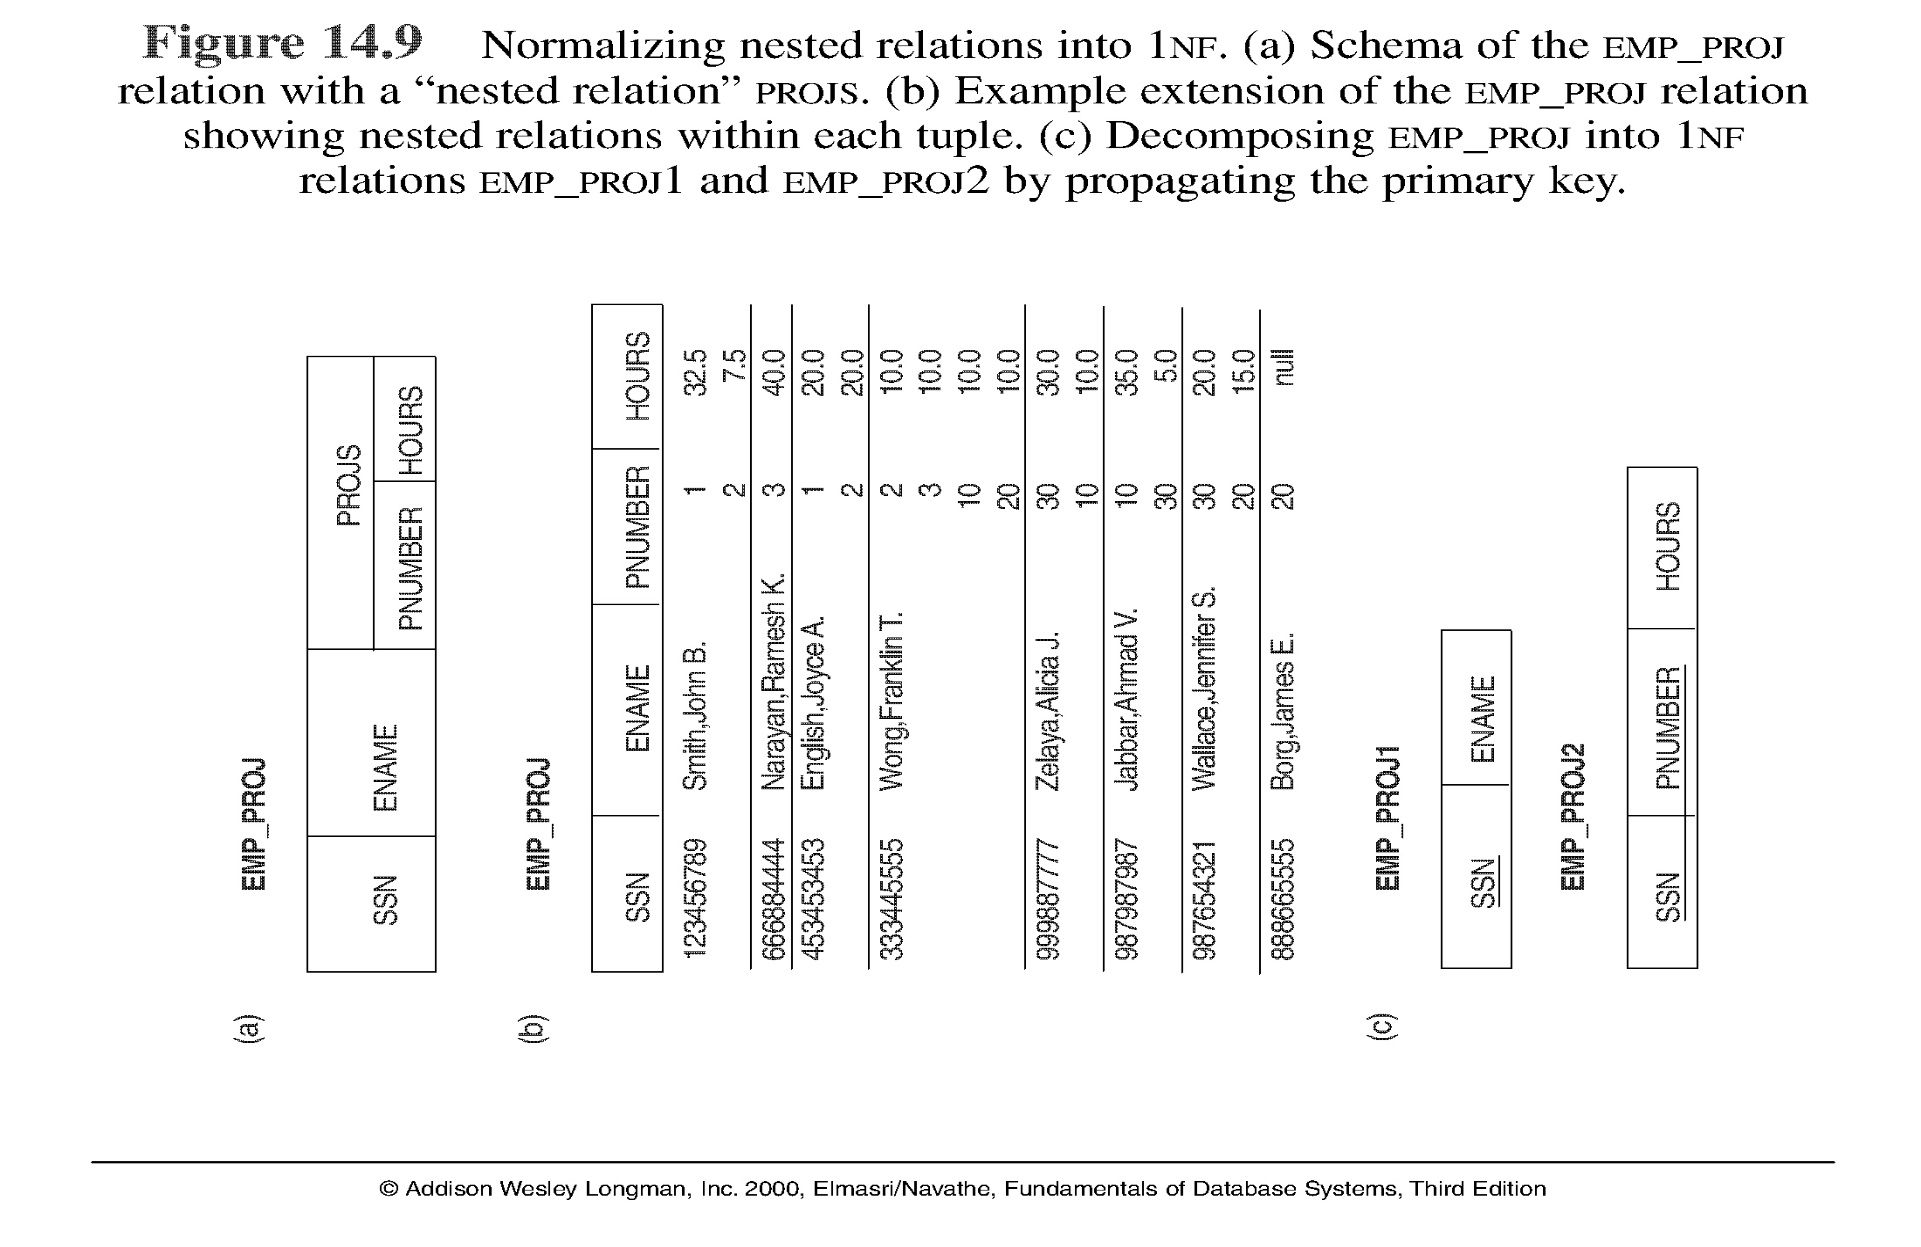 Figure 14.9 Normalizing nested relations into 1NF. (a) Schema of the EMP_PROJ
relation with a “nested relation” PROJS. (b) Example extension of the EMP_PROJ relation
showing nested relations within each tuple. (c) Decomposing EMP_PROJ into 1NF
relations EMP_PROJ1 and EMP_PROJ2 by propagating the primary key.
(a)
EMP_PROJ
PROJS
SSN ENAME PNUMBER HOURS
(b)
EMP_PROJ
SSN ENAME PNUMBER HOURS
123456789 Smith,John B. 1 32.5
2 7.5
666884444 Narayan,Ramesh K. 3 40.0
453453453 English,Joyce A. 1 20.0
2 20.0
333445555 Wong,Franklin T. 2 10.0
3 10.0
10 10.0
20 10.0
999887777 Zelaya,Alicia J. 30 30.0
10 10.0
987987987 Jabbar,Ahmad V. 10 35.0
30 5.0
987654321 Wallace,Jennifer S. 30 20.0
20 15.0
888665555 Borg,James E. 20 null
(c)
EMP_PROJ1
SSN ENAME
EMP_PROJ2
SSN PNUMBER HOURS
© Addison Wesley Longman, Inc. 2000, Elmasri/Navathe, Fundamentals of Database Systems, Third Edition